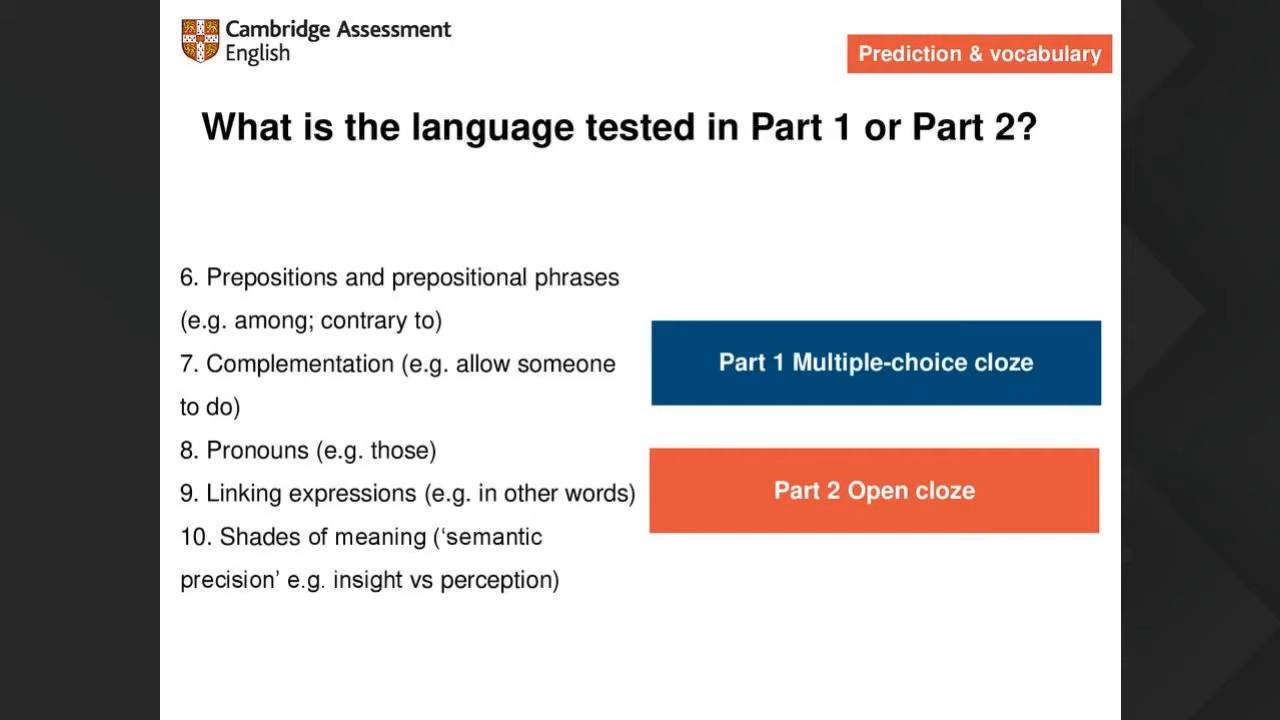 Cambridge Assessment
English
Prediction & vocabulary
What is the language tested in Part 1 or Part 2?
6. Prepositions and prepositional phrases
(e.g. among; contrary to)
7. Complementation (e.g. allow someone
to do)
8. Pronouns (e.g. those)
9. Linking expressions (e.g. in other words)
10. Shades of meaning (‘semantic
precision’ e.g. insight vs perception)
Part 1 Multiple-choice cloze
Part 2 Open cloze